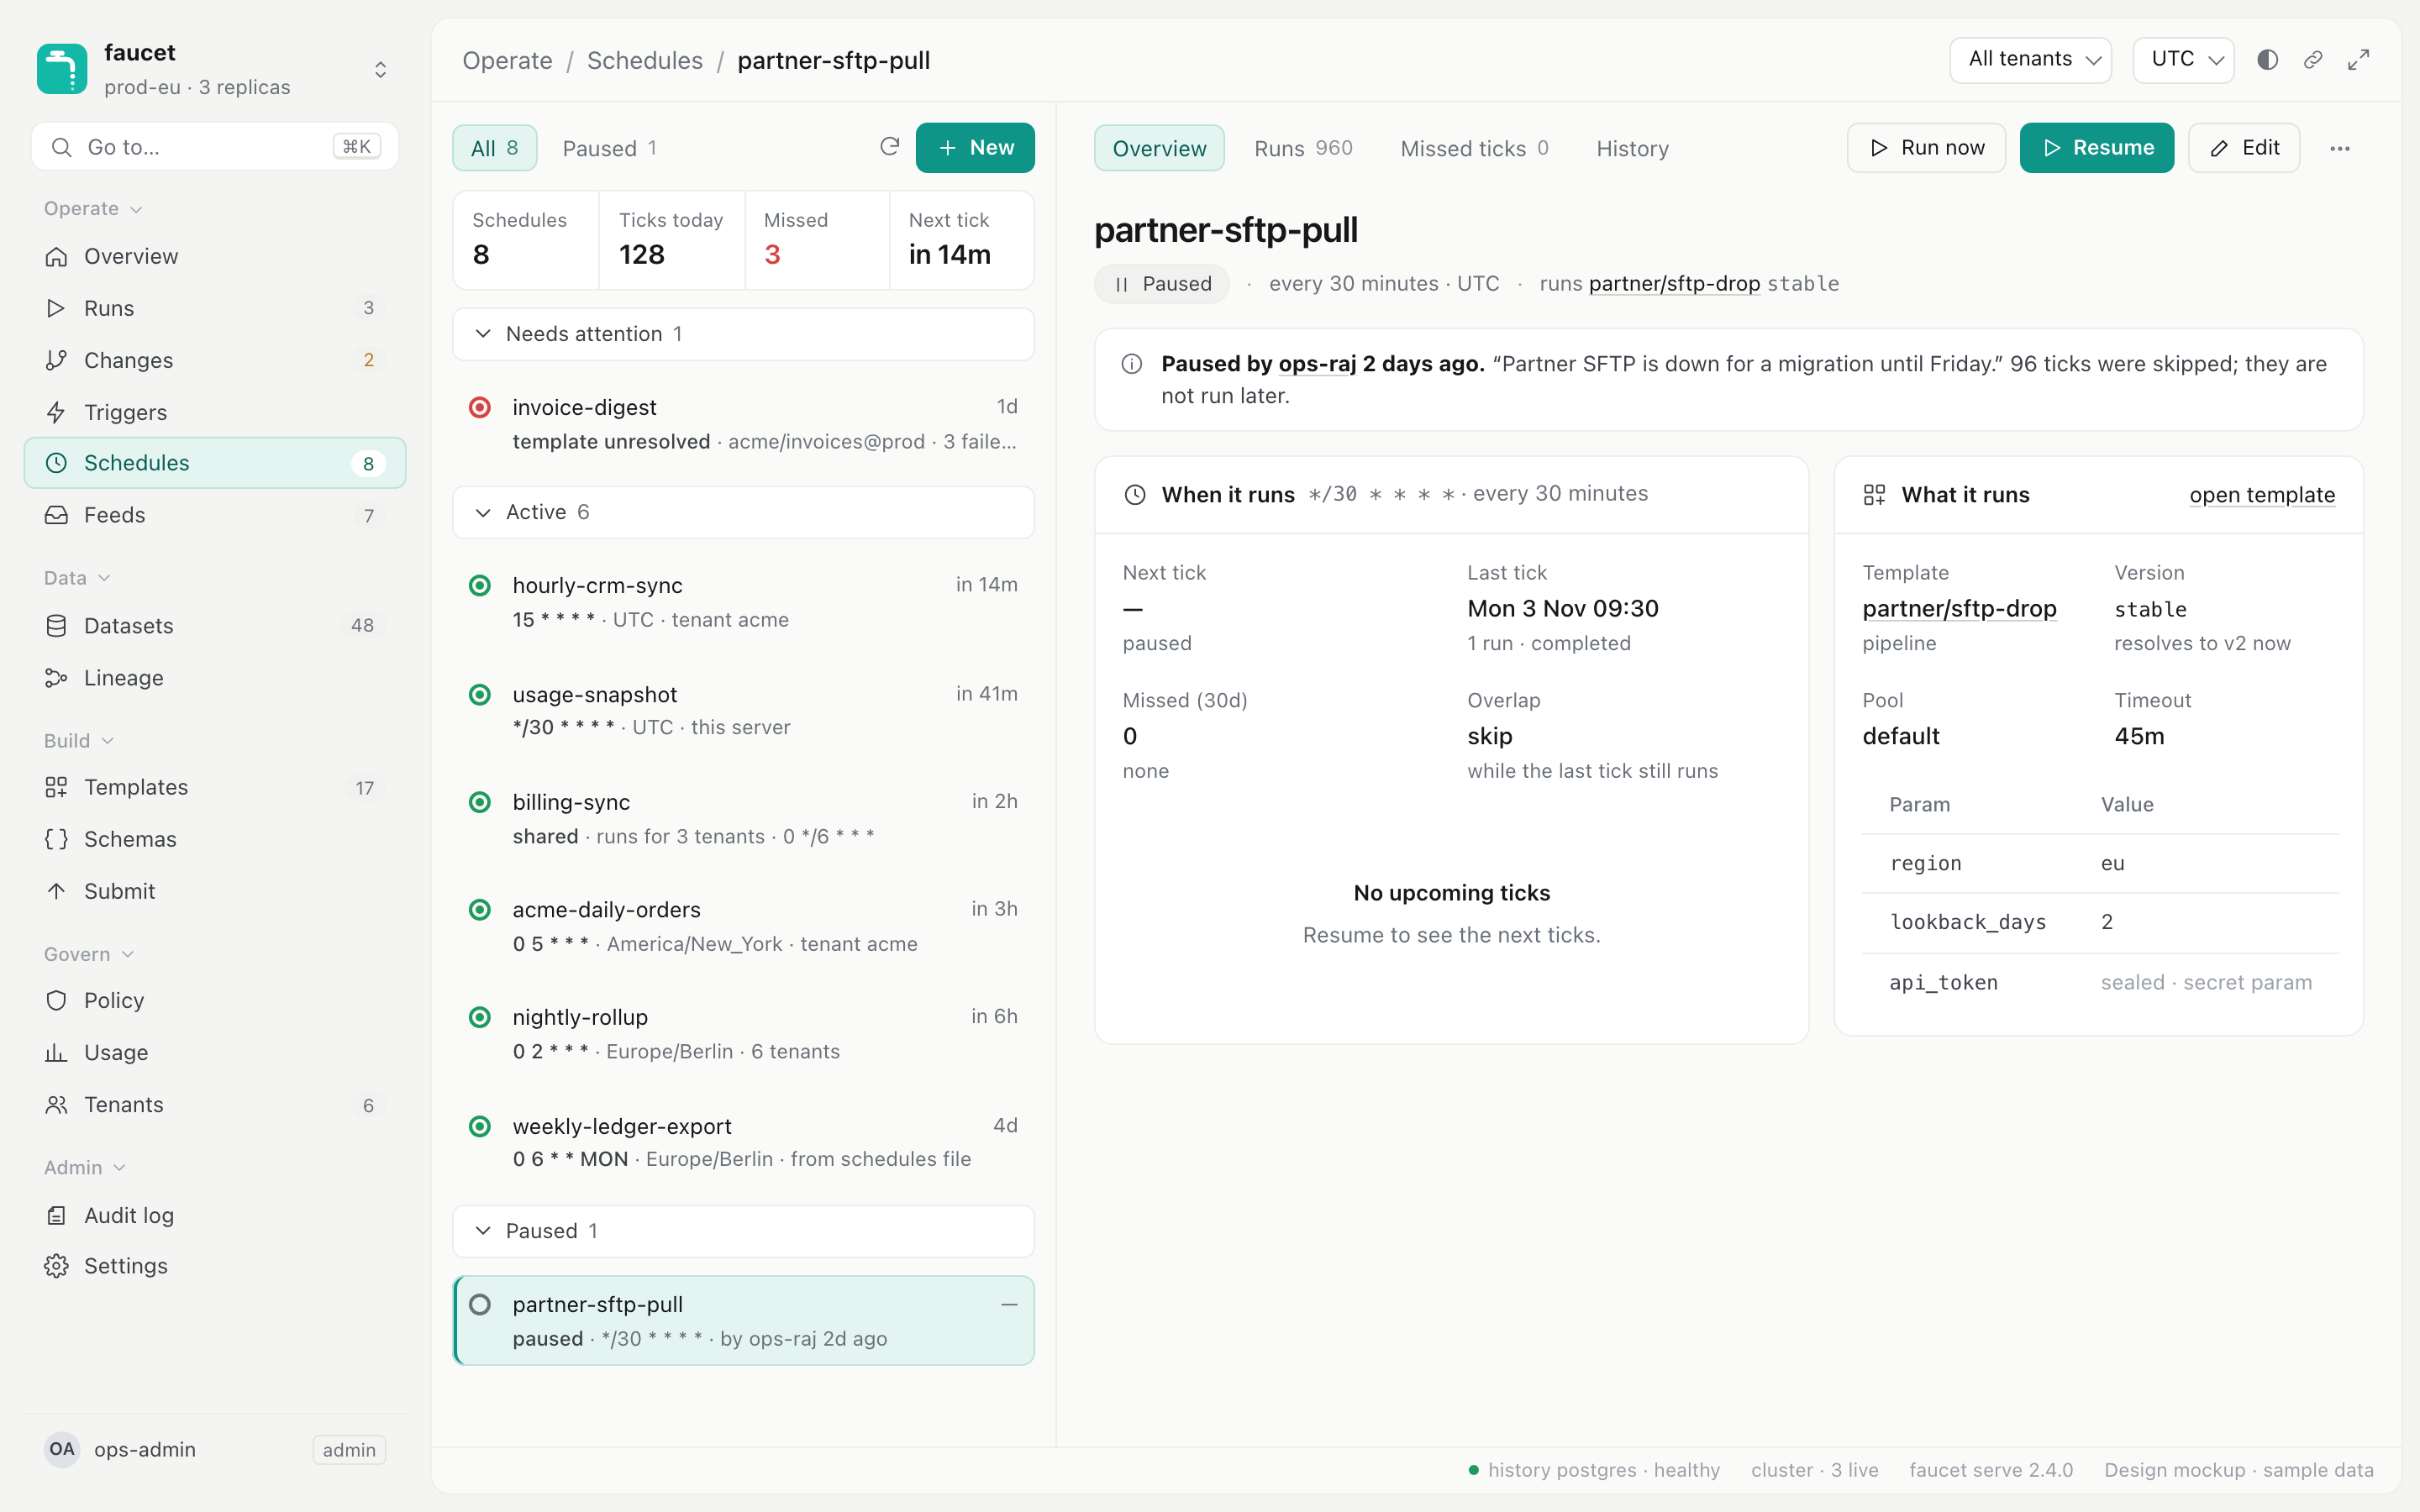 faucet
prod-eu · 3 replicas
Go to... ⌘K
Operate
Overview
Runs 3
Changes 2
Triggers
Schedules 8
Feeds 7
Data
Datasets 48
Lineage
Build
Templates 17
Schemas
Submit
Govern
Policy
Usage
Tenants 6
Admin
Audit log
Settings
OA ops-admin admin
Operate / Schedules / partner-sftp-pull
All tenants UTC
All 8 Paused 1 + New
Schedules Ticks today Missed Next tick
8 128 3 in 14m
Needs attention 1
invoice-digest 1d
template unresolved · acme/invoices@prod · 3 faile…
Active 6
hourly-crm-sync in 14m
15 * * * * · UTC · tenant acme
usage-snapshot in 41m
*/30 * * * * · UTC · this server
billing-sync in 2h
shared · runs for 3 tenants · 0 */6 * * *
acme-daily-orders in 3h
0 5 * * * · America/New_York · tenant acme
nightly-rollup in 6h
0 2 * * * · Europe/Berlin · 6 tenants
weekly-ledger-export 4d
0 6 * * MON · Europe/Berlin · from schedules file
Paused 1
partner-sftp-pull —
paused · */30 * * * * · by ops-raj 2d ago
Overview Runs 960 Missed ticks 0 History Run now Resume Edit ···
partner-sftp-pull
Paused · every 30 minutes · UTC · runs partner/sftp-drop stable
Paused by ops-raj 2 days ago. “Partner SFTP is down for a migration until Friday.” 96 ticks were skipped; they are
not run later.
When it runs */30 * * * * · every 30 minutes
Next tick Last tick
— Mon 3 Nov 09:30
paused 1 run · completed
Missed (30d) Overlap
0 skip
none while the last tick still runs
No upcoming ticks
Resume to see the next ticks.
What it runs open template
Template Version
partner/sftp-drop stable
pipeline resolves to v2 now
Pool Timeout
default 45m
Param Value
region eu
lookback_days 2
api_token sealed · secret param
history postgres · healthy cluster · 3 live faucet serve 2.4.0 Design mockup · sample data